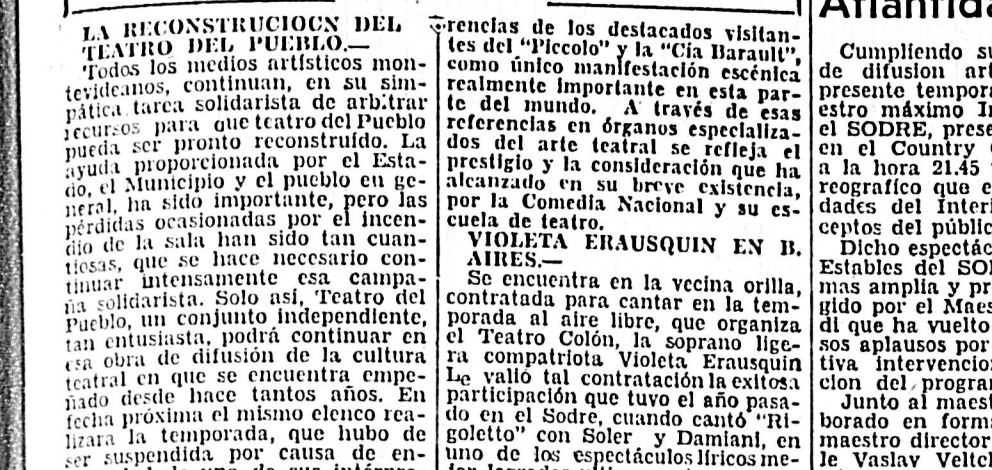 LA RECONSTRUCIOCN DEL
TEATRO DEL PUEBLO.—
Todos los medios artísticos mon-
tevideanos, continuan, en su sim-
pática tarea solidarista de arbitrar
recursos para que teatro del Pueblo
pueda ser pronto reconstruído. La
ayuda proporcionada por el Esta-
do, el Municipio y el pueblo en ge-
neral, ha sido importante, pero las
pérdidas ocasionadas por el incen-
dio de la sala han sido tan cuan-
tiosas, que se hace necesario con-
tinuar intensamente esa campa-
ña solidarista. Solo así, Teatro del
Pueblo, un conjunto independiente,
tan entusiasta, podrá continuar en
esa obra de difusión de la cultura
teatral en que se encuentra empe-
ñado desde hace tantos años. En
fecha próxima el mismo elenco rea-
lizara la temporada, que hubo de
ser suspendida por causa de en-
rencias de los destacados visitan-
tes del "Piccolo" y la "Cía Barault",
como único manifestación escénica
realmente importante en esta par-
te del mundo. A través de esas
referencias en órganos especializa-
dos del arte teatral se refleja el
prestigio y la consideración que ha
alcanzado en su breve existencia,
por la Comedia Nacional y su es-
cuela de teatro.
VIOLETA ERAUSQUIN EN B.
AIRES.—
Se encuentra en la vecina orilla,
contratada para cantar en la tem-
porada al aire libre, que organiza
el Teatro Colón, la soprano lige-
ra compatriota Violeta Erausquin
Le valió tal contratación la exitosa
participación que tuvo el año pasa-
do en el Sodre, cuando cantó "Ri-
goletto" con Soler y Damiani, en
uno de los espectáculos líricos me-
Atlántida
Cumpliendo su
de difusion art
presente tempora
estro máximo In
el SODRE, prese
en el Country
a la hora 21.45
reografico que e
dades del Interi
ceptos del públic
Dicho espectác
Estables del SO
mas amplia y pr
gido por el Maes
di que ha vuelto
sos aplausos por
tiva intervencio
cion del progran
Junto al maest
borado en forma
maestro director
le Vaslav Veltch